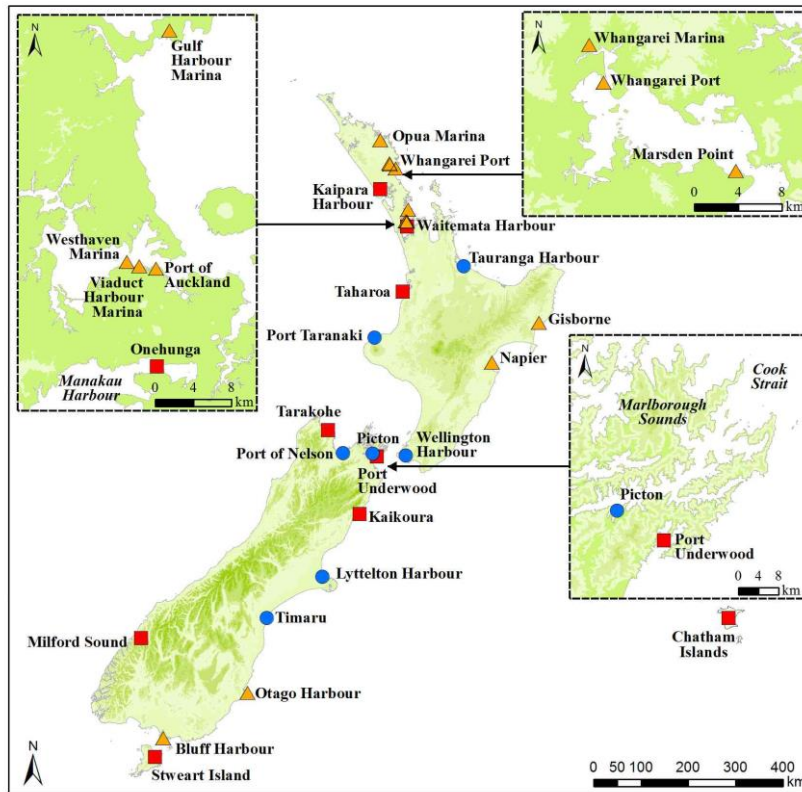 N
Gulf
Harbour
Marina
Westhaven
Marina
Viaduct
Harbour
Marina
Port of
Auckland
Onehunga
Manakau
Harbour
0 4 8
km
N
Whangarei Marina
Whangarei Port
Marsden Point
0 4 8
km
Opua Marina
Whangarei Port
Kaipara
Harbour
Waitemata Harbour
Tauranga Harbour
Taharoa
Gisborne
Port Taranaki
Napier
Tarakohe
Picton
Wellington
Harbour
Port of Nelson
Port
Underwood
Kaikoura
N
Cook
Strait
Marlborough
Sounds
Picton
Port
Underwood
0 4 8
km
Lyttelton Harbour
Timaru
Milford Sound
Chatham
Islands
Otago Harbour
Bluff Harbour
Stweart Island
N
0 50 100 200 300 400
km